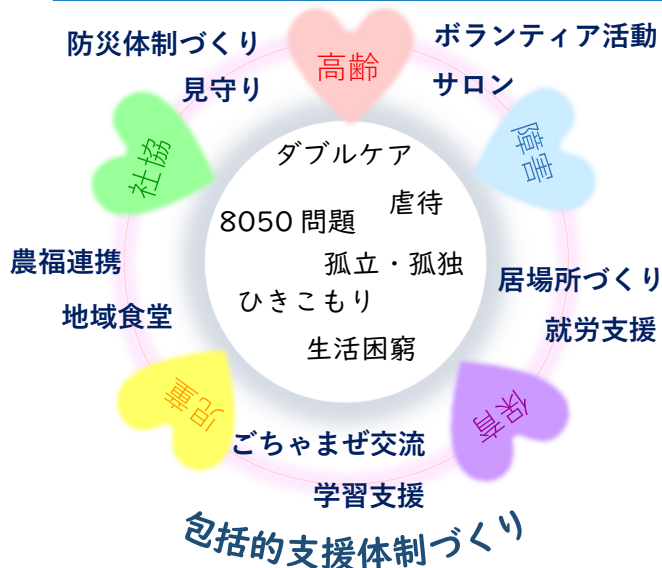 防災体制づくり
見守り
高齢
ボランティア活動
サロン
社協
障害
ダブルケア
虐待
8050 問題
孤立・孤独
ひきこもり
生活困窮
農福連携
地域食堂
居場所づくり
就労支援
児童
保育
ごちゃまぜ交流
学習支援
包括的支援体制づくり